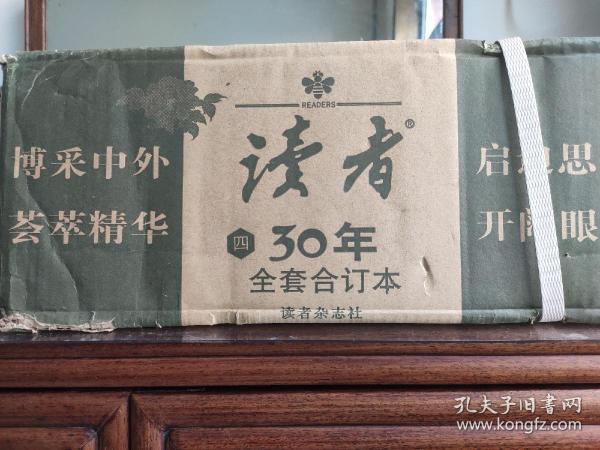 READERS
读者®
四 30年
全套合订本
读者杂志社
博采中外
荟萃精华
启 思
开 眼
孔夫子旧书网
www.kongfz.com